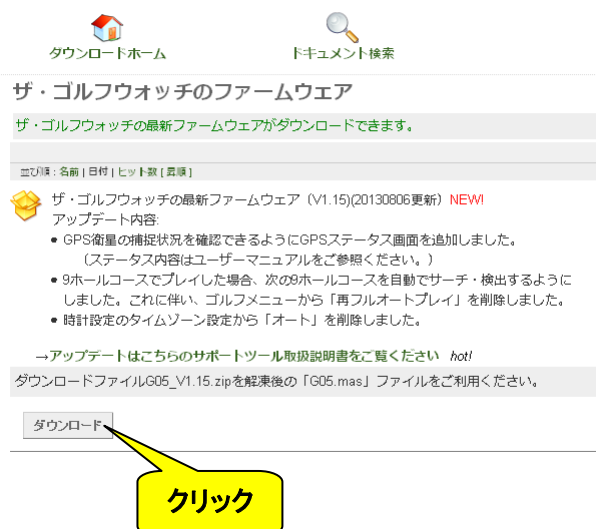 ダウンロードホーム
ドキュメント検索
ザ・ゴルフウォッチのファームウエア
ザ・ゴルフウォッチの最新ファームウェアがダウンロードできます。
並び順 : 名前 | 日付 | ヒット数 [ 昇順 ]
ザ・ゴルフウォッチの最新ファームウェア（V1.15)(20130806更新） NEW!
アップデート内容:
• GPS衛星の捕捉状況を確認できるようにGPSステータス画面を追加しました。
（ステータス内容はユーザーマニュアルをご参照ください。）
• 9ホールコースでプレイした場合、次の9ホールコースを自動でサーチ・検出するように
しました。これに伴い、ゴルフメニューから「再フルオートプレイ」を削除しました。
• 時計設定のタイムゾーン設定から「オート」を削除しました。
→アップデートはこちらのサポートツール取扱説明書をご覧ください hot!
ダウンロードファイルG05_V1.15.zipを解凍後の「G05.mas」ファイルをご利用ください。
ダウンロード
クリック